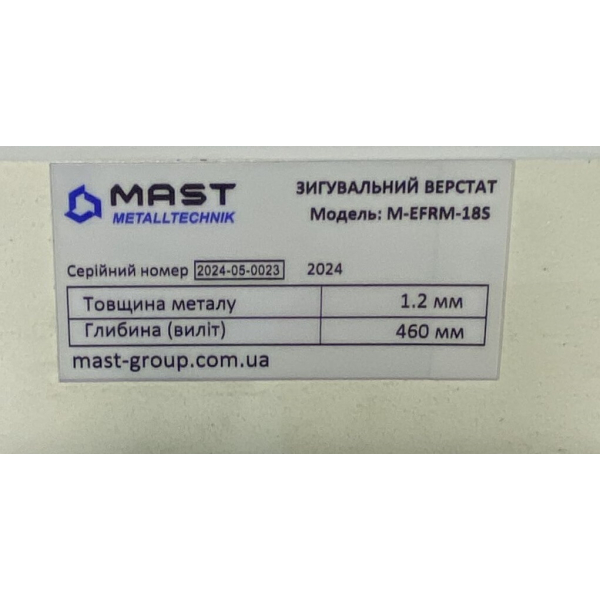 MAST
METALLTECHNIK
ЗИГУВАЛЬНИЙ ВЕРСТАТ
Модель: M-EFRM-18S
Серійний номер 2024-05-0023 2024
Товщина металу 1.2 мм
Глибина (виліт) 460 мм
mast-group.com.ua